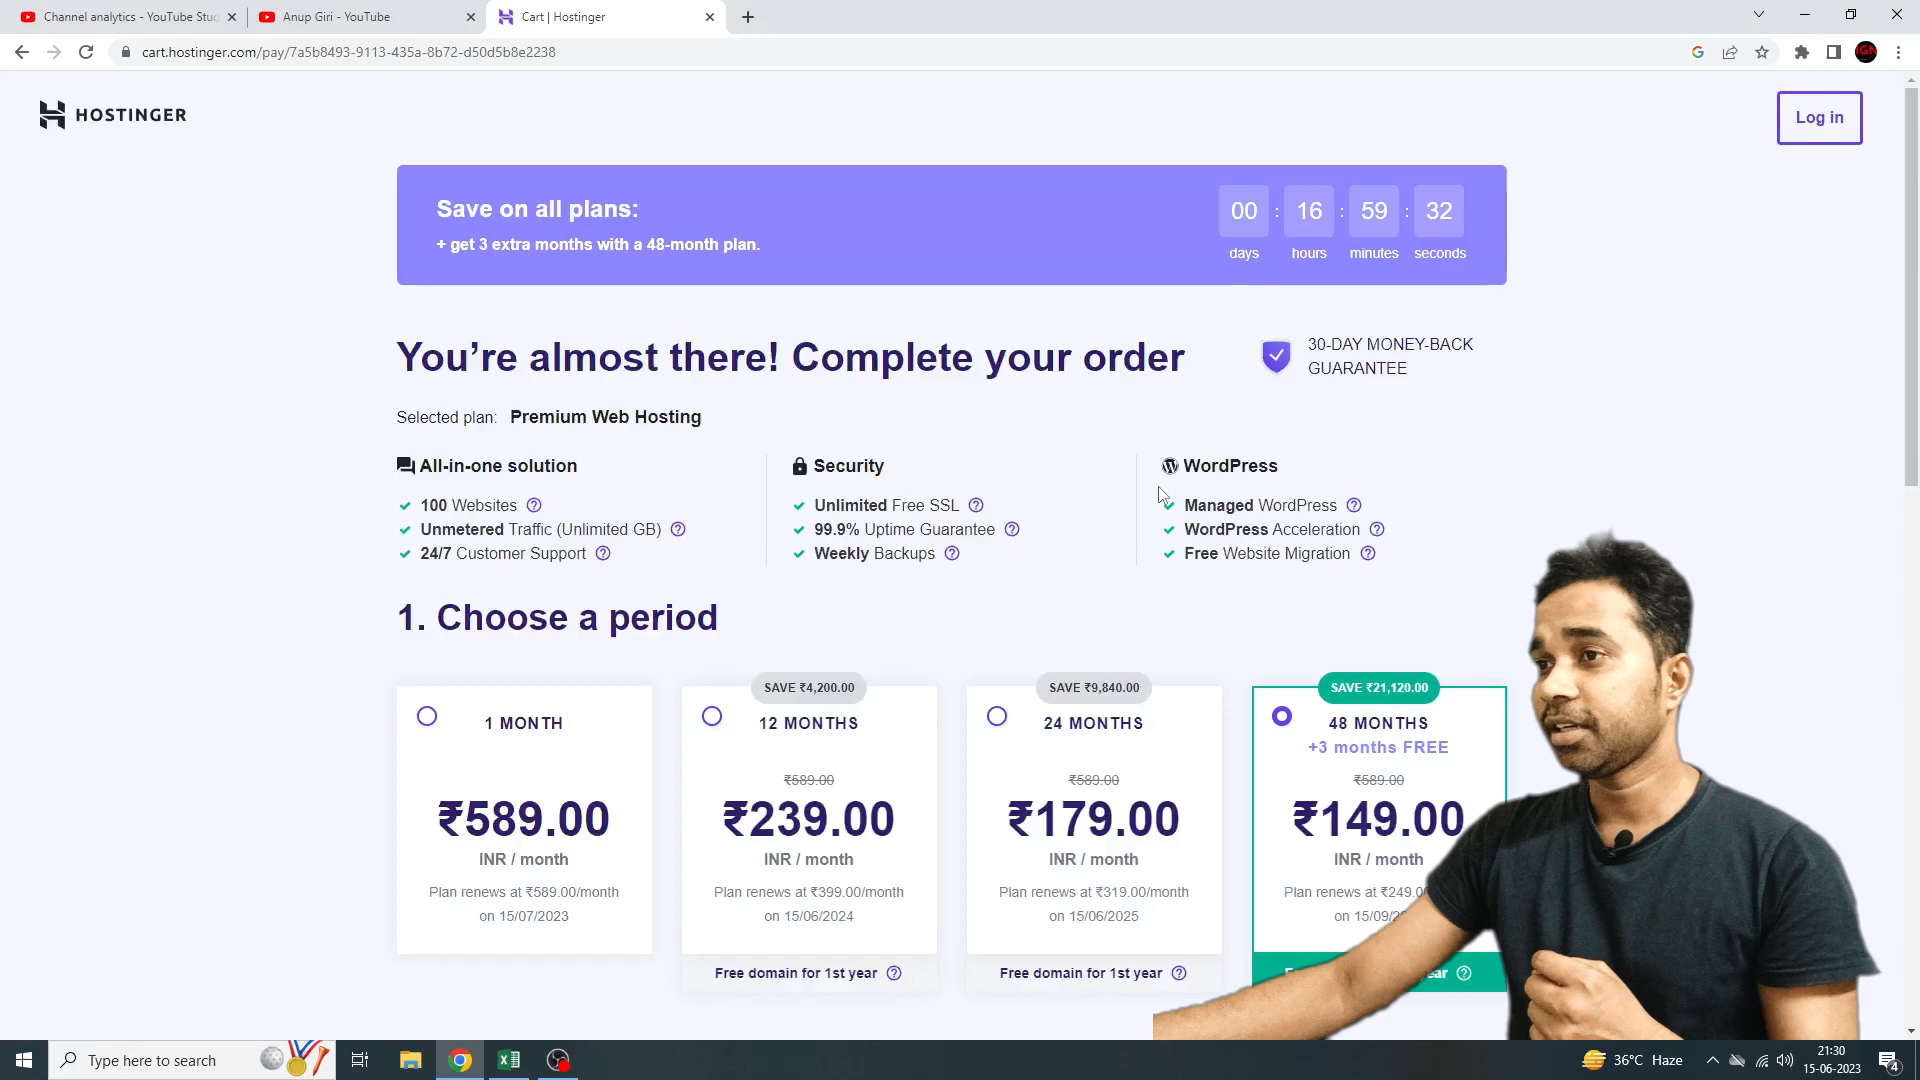 Channel analytics - YouTube Stu
Anup Giri - YouTube
Cart | Hostinger
cart.hostinger.com/pay/7a5b8493-9113-435a-8b72-d50d5b8e2238
HOSTINGER
Log in
Save on all plans:
+ get 3 extra months with a 48-month plan.
00 : 16 : 59 : 32
days hours minutes seconds
You’re almost there! Complete your order
30-DAY MONEY-BACK
GUARANTEE
Selected plan: Premium Web Hosting
All-in-one solution
100 Websites
Unmetered Traffic (Unlimited GB)
24/7 Customer Support
Security
Unlimited Free SSL
99.9% Uptime Guarantee
Weekly Backups
WordPress
Managed WordPress
WordPress Acceleration
Free Website Migration
1. Choose a period
1 MONTH
₹589.00
INR / month
Plan renews at ₹589.00/month
on 15/07/2023
SAVE ₹4,200.00
12 MONTHS
₹589.00
₹239.00
INR / month
Plan renews at ₹399.00/month
on 15/06/2024
Free domain for 1st year
SAVE ₹9,840.00
24 MONTHS
₹589.00
₹179.00
INR / month
Plan renews at ₹319.00/month
on 15/06/2025
Free domain for 1st year
SAVE ₹21,120.00
48 MONTHS
+3 months FREE
₹589.00
₹149.00
INR / month
Plan renews at
on
Type here to search
36°C Haze
21:30
15-06-2023
4